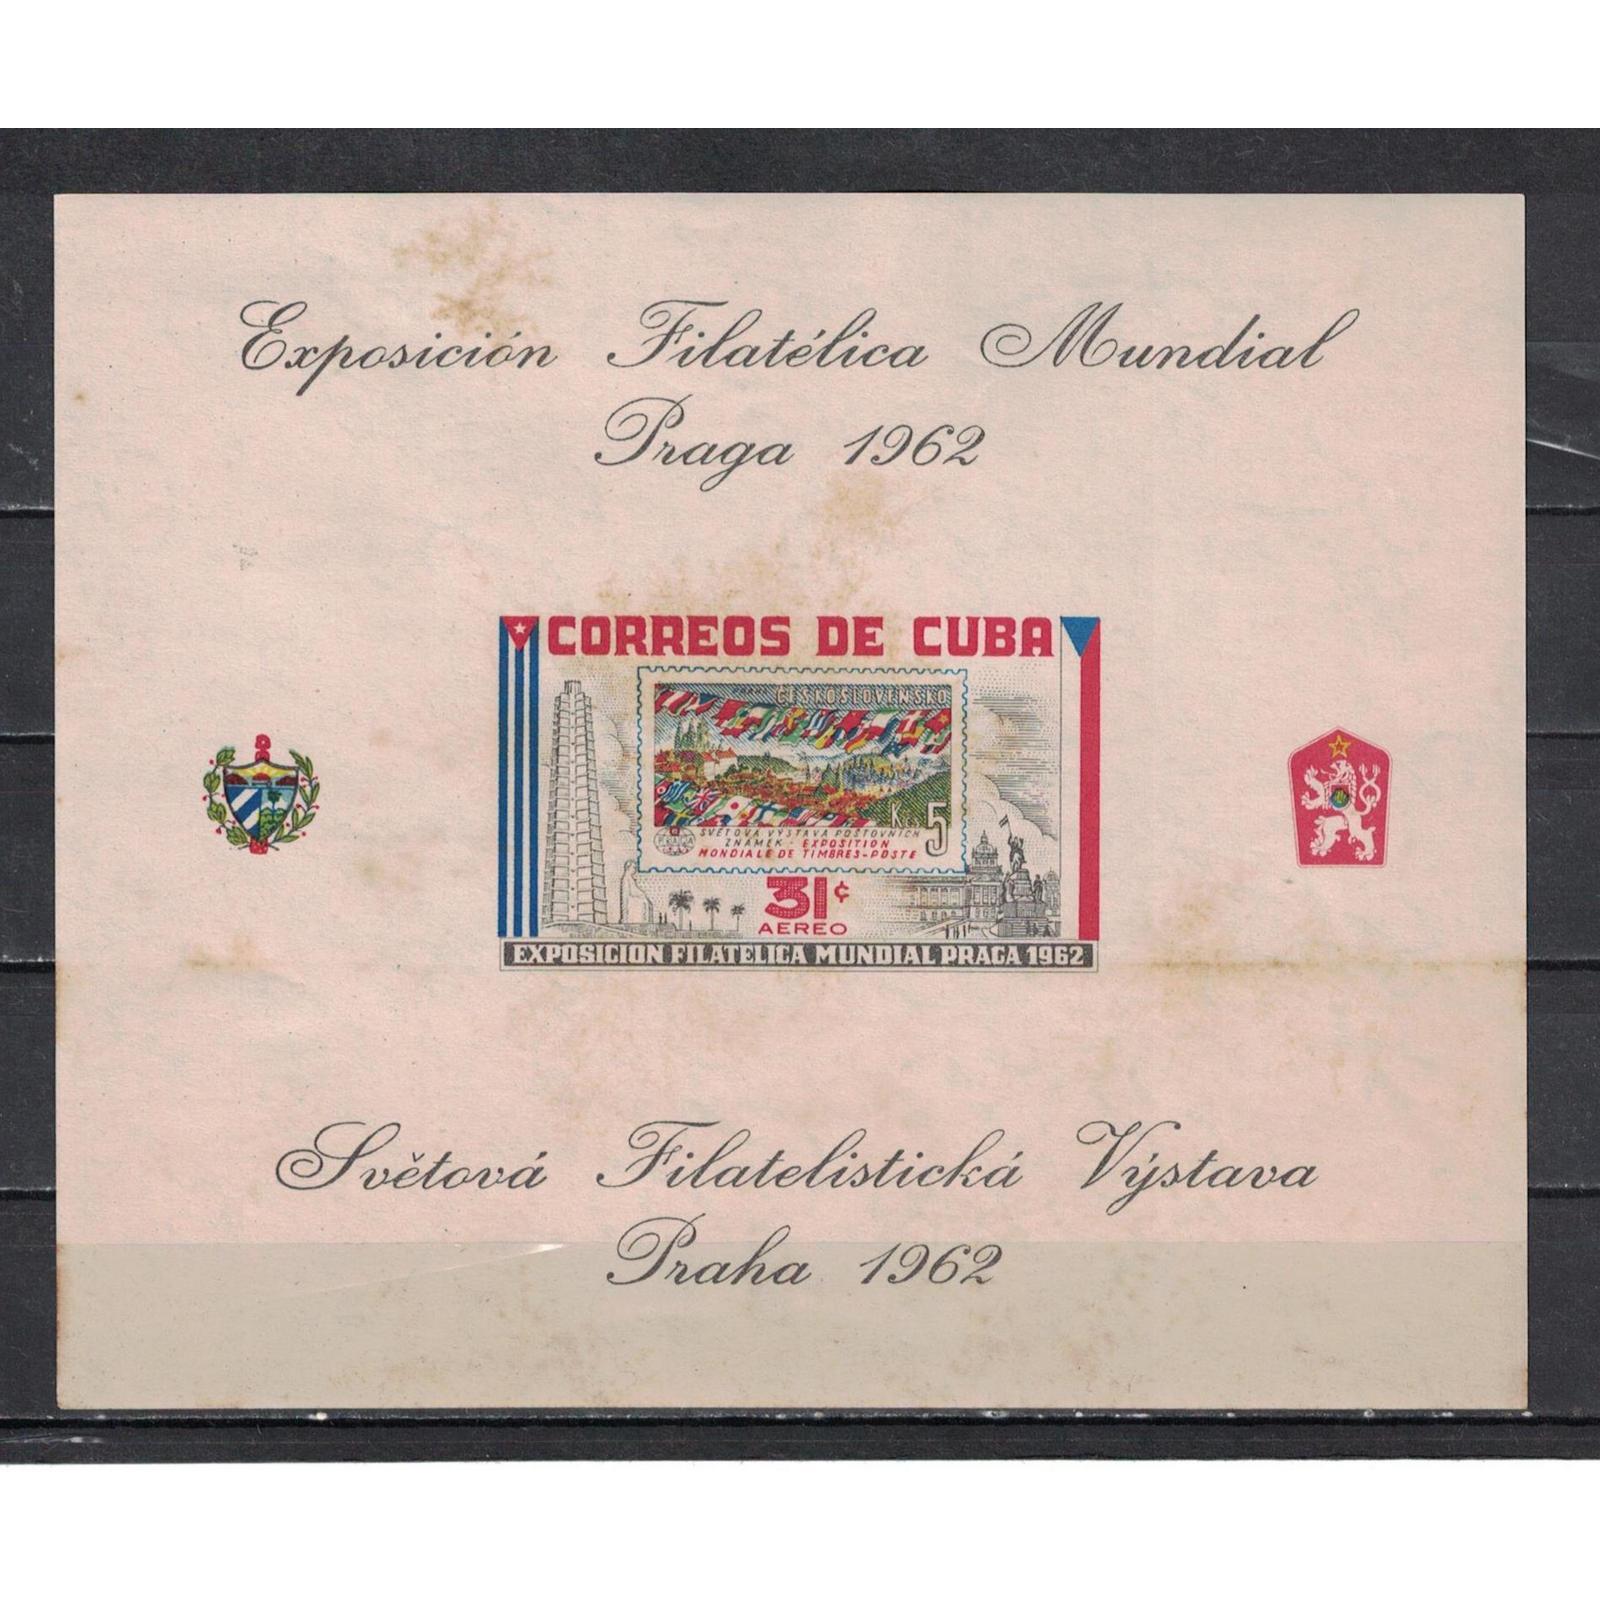 Exposición Filatélica Mundial
Praga 1962
CORREOS DE CUBA
ČESKOSLOVENSKO
Kčs 5
PRAGA
SVĚTOVÁ VÝSTAVA POŠTOVNÍCH
ZNÁMEK - EXPOSITION
MONDIALE DE TIMBRES-POSTE
31¢
AEREO
EXPOSICION FILATELICA MUNDIAL PRAGA 1962
Světová Filatelistická Výstava
Praha 1962